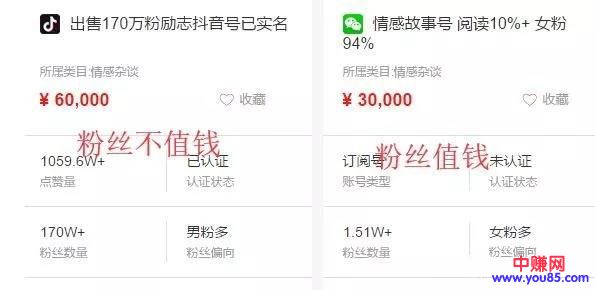 出售170万粉励志抖音号已实名
所属类目:情感杂谈
¥ 60,000
收藏
粉丝不值钱
1059.6W+
已认证
点赞量
认证状态
170W+
男粉多
粉丝数量
粉丝偏向
情感故事号 阅读10%+ 女粉
94%
所属类目:情感杂谈
¥ 30,000
收藏
粉丝值钱
订阅号
未认证
账号类型
认证状态
1.51W+
女粉多
粉丝数量
粉丝偏向
中赚网
www.you85.com